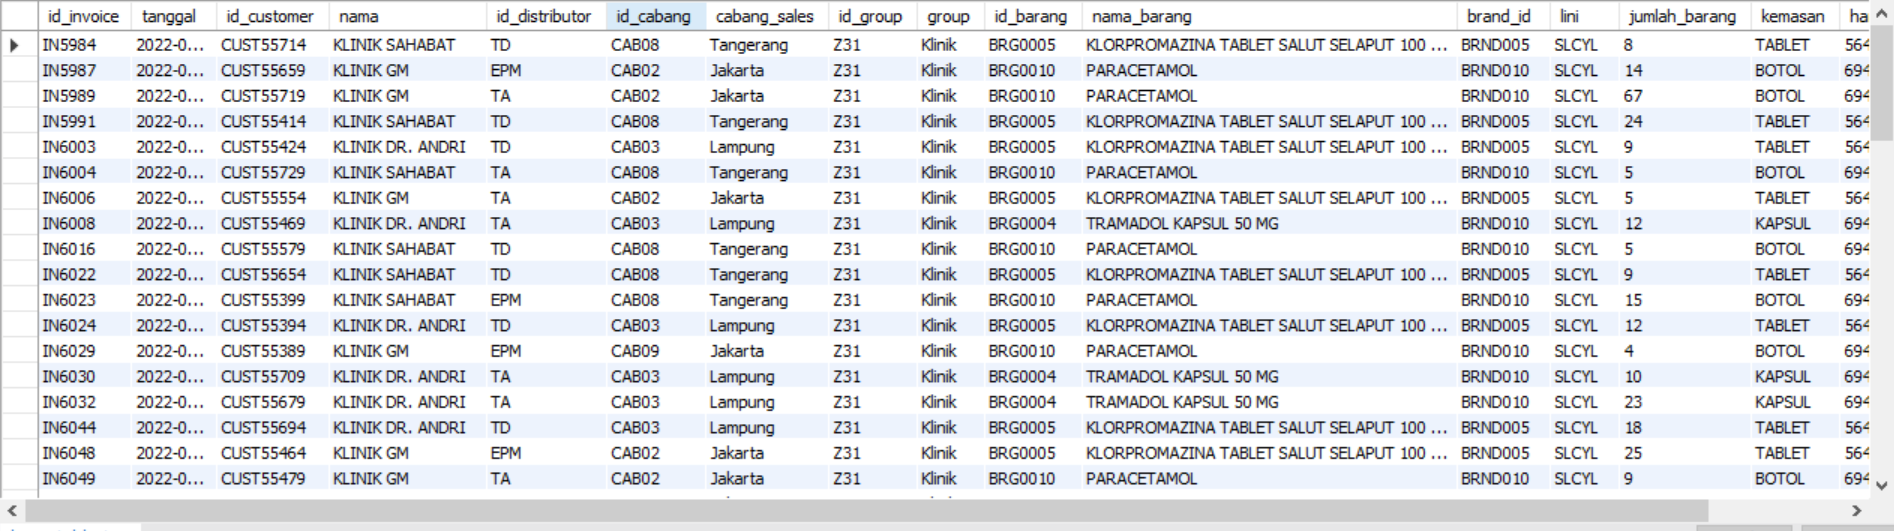 id_invoice tanggal id_customer nama id_distributor id_cabang cabang_sales id_group group id_barang nama_barang brand_id lini jumlah_barang kemasan ha
IN5984 2022-0... CUST55714 KLINIK SAHABAT TD CAB08 Tangerang Z31 Klinik BRG0005 KLORPROMAZINA TABLET SALUT SELAPUT 100 ... BRND005 SLCYL 8 TABLET 564
IN5987 2022-0... CUST55659 KLINIK GM EPM CAB02 Jakarta Z31 Klinik BRG0010 PARACETAMOL BRND010 SLCYL 14 BOTOL 694
IN5989 2022-0... CUST55719 KLINIK GM TA CAB02 Jakarta Z31 Klinik BRG0010 PARACETAMOL BRND010 SLCYL 67 BOTOL 694
IN5991 2022-0... CUST55414 KLINIK SAHABAT TD CAB08 Tangerang Z31 Klinik BRG0005 KLORPROMAZINA TABLET SALUT SELAPUT 100 ... BRND005 SLCYL 24 TABLET 564
IN6003 2022-0... CUST55424 KLINIK DR. ANDRI TD CAB03 Lampung Z31 Klinik BRG0005 KLORPROMAZINA TABLET SALUT SELAPUT 100 ... BRND005 SLCYL 9 TABLET 564
IN6004 2022-0... CUST55729 KLINIK SAHABAT TA CAB08 Tangerang Z31 Klinik BRG0010 PARACETAMOL BRND010 SLCYL 5 BOTOL 694
IN6006 2022-0... CUST55554 KLINIK GM TA CAB02 Jakarta Z31 Klinik BRG0005 KLORPROMAZINA TABLET SALUT SELAPUT 100 ... BRND005 SLCYL 5 TABLET 564
IN6008 2022-0... CUST55469 KLINIK DR. ANDRI TA CAB03 Lampung Z31 Klinik BRG0004 TRAMADOL KAPSUL 50 MG BRND010 SLCYL 12 KAPSUL 694
IN6016 2022-0... CUST55579 KLINIK SAHABAT TD CAB08 Tangerang Z31 Klinik BRG0010 PARACETAMOL BRND010 SLCYL 5 BOTOL 694
IN6022 2022-0... CUST55654 KLINIK SAHABAT TD CAB08 Tangerang Z31 Klinik BRG0005 KLORPROMAZINA TABLET SALUT SELAPUT 100 ... BRND005 SLCYL 9 TABLET 564
IN6023 2022-0... CUST55399 KLINIK SAHABAT EPM CAB08 Tangerang Z31 Klinik BRG0010 PARACETAMOL BRND010 SLCYL 15 BOTOL 694
IN6024 2022-0... CUST55394 KLINIK DR. ANDRI TD CAB03 Lampung Z31 Klinik BRG0005 KLORPROMAZINA TABLET SALUT SELAPUT 100 ... BRND005 SLCYL 12 TABLET 564
IN6029 2022-0... CUST55389 KLINIK GM EPM CAB09 Jakarta Z31 Klinik BRG0010 PARACETAMOL BRND010 SLCYL 4 BOTOL 694
IN6030 2022-0... CUST55709 KLINIK DR. ANDRI TA CAB03 Lampung Z31 Klinik BRG0004 TRAMADOL KAPSUL 50 MG BRND010 SLCYL 10 KAPSUL 694
IN6032 2022-0... CUST55679 KLINIK DR. ANDRI TA CAB03 Lampung Z31 Klinik BRG0004 TRAMADOL KAPSUL 50 MG BRND010 SLCYL 23 KAPSUL 694
IN6044 2022-0... CUST55694 KLINIK DR. ANDRI TD CAB03 Lampung Z31 Klinik BRG0005 KLORPROMAZINA TABLET SALUT SELAPUT 100 ... BRND005 SLCYL 18 TABLET 564
IN6048 2022-0... CUST55464 KLINIK GM EPM CAB02 Jakarta Z31 Klinik BRG0005 KLORPROMAZINA TABLET SALUT SELAPUT 100 ... BRND005 SLCYL 25 TABLET 564
IN6049 2022-0... CUST55479 KLINIK GM TA CAB02 Jakarta Z31 Klinik BRG0010 PARACETAMOL BRND010 SLCYL 9 BOTOL 694